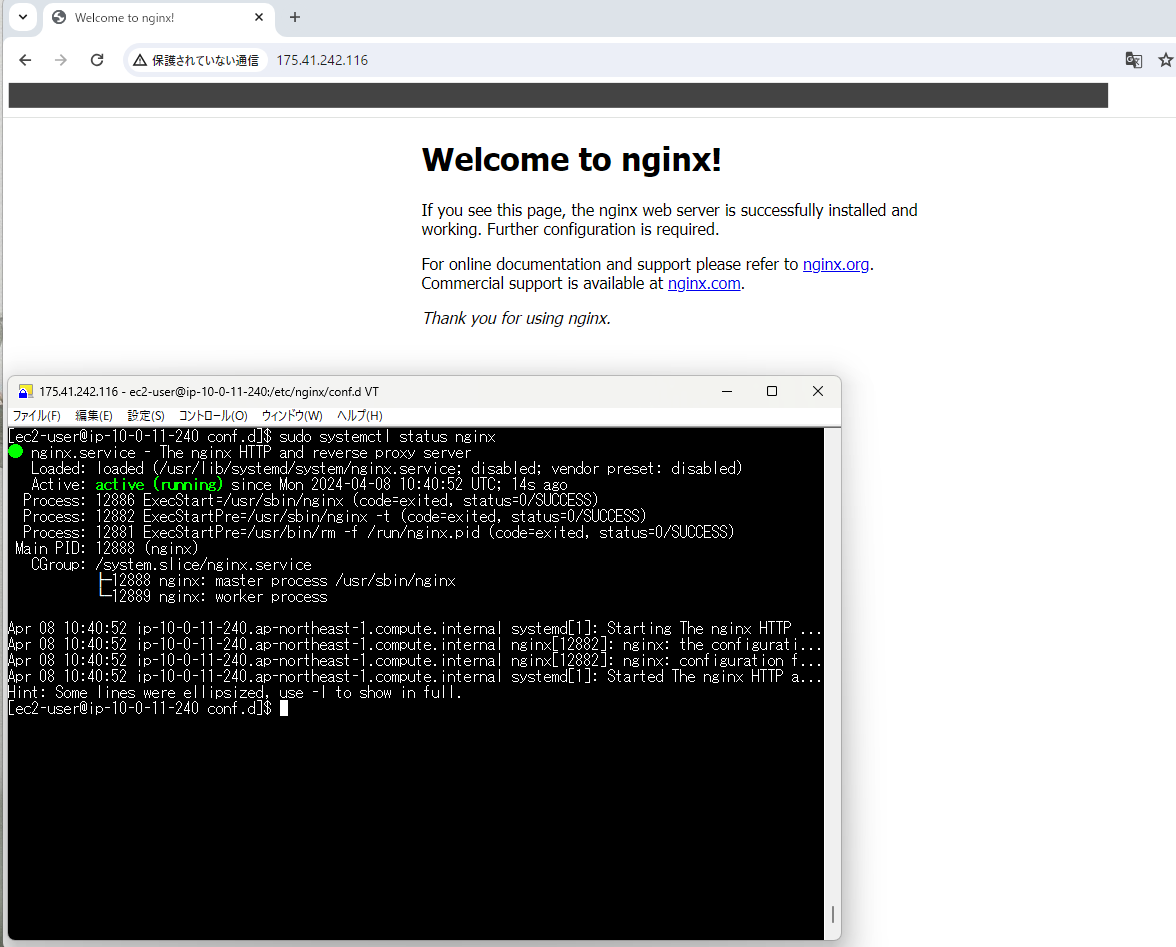 Welcome to nginx!
保護されていない通信 175.41.242.116
Welcome to nginx!
If you see this page, the nginx web server is successfully installed and
working. Further configuration is required.
For online documentation and support please refer to nginx.org.
Commercial support is available at nginx.com.
Thank you for using nginx.
175.41.242.116 - ec2-user@ip-10-0-11-240:/etc/nginx/conf.d VT
ファイル(F) 編集(E) 設定(S) コントロール(O) ウィンドウ(W) ヘルプ(H)
[ec2-user@ip-10-0-11-240 conf.d]$ sudo systemctl status nginx
● nginx.service - The nginx HTTP and reverse proxy server
Loaded: loaded (/usr/lib/systemd/system/nginx.service; disabled; vendor preset: disabled)
Active: active (running) since Mon 2024-04-08 10:40:52 UTC; 14s ago
Process: 12886 ExecStart=/usr/sbin/nginx (code=exited, status=0/SUCCESS)
Process: 12882 ExecStartPre=/usr/sbin/nginx -t (code=exited, status=0/SUCCESS)
Process: 12881 ExecStartPre=/usr/bin/rm -f /run/nginx.pid (code=exited, status=0/SUCCESS)
Main PID: 12888 (nginx)
CGroup: /system.slice/nginx.service
├─12888 nginx: master process /usr/sbin/nginx
└─12889 nginx: worker process
Apr 08 10:40:52 ip-10-0-11-240.ap-northeast-1.compute.internal systemd[1]: Starting The nginx HTTP ...
Apr 08 10:40:52 ip-10-0-11-240.ap-northeast-1.compute.internal nginx[12882]: nginx: the configurati...
Apr 08 10:40:52 ip-10-0-11-240.ap-northeast-1.compute.internal nginx[12882]: nginx: configuration f...
Apr 08 10:40:52 ip-10-0-11-240.ap-northeast-1.compute.internal systemd[1]: Started The nginx HTTP a...
Hint: Some lines were ellipsized, use -l to show in full.
[ec2-user@ip-10-0-11-240 conf.d]$